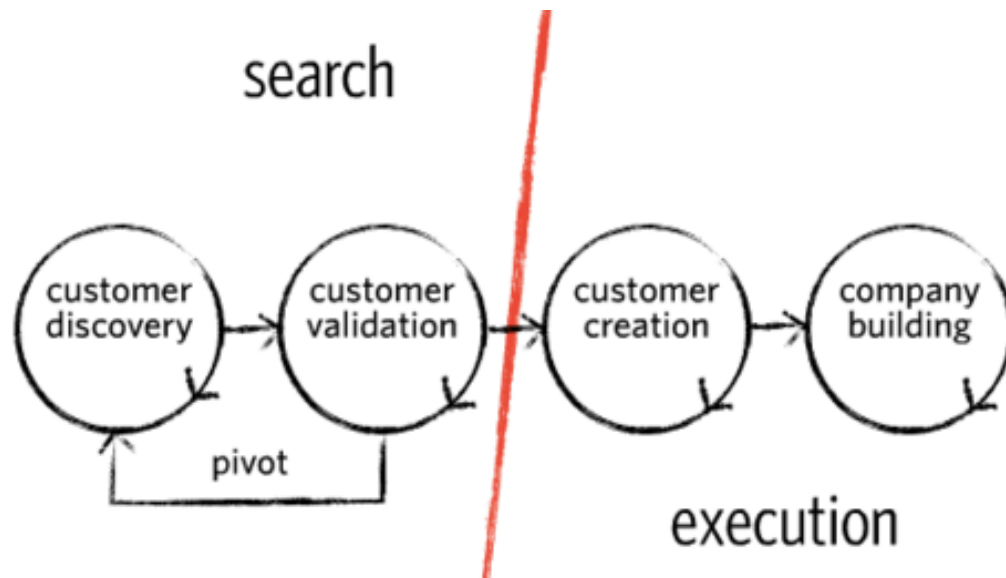 search
customer
discovery
customer
validation
customer
creation
company
building
pivot
execution